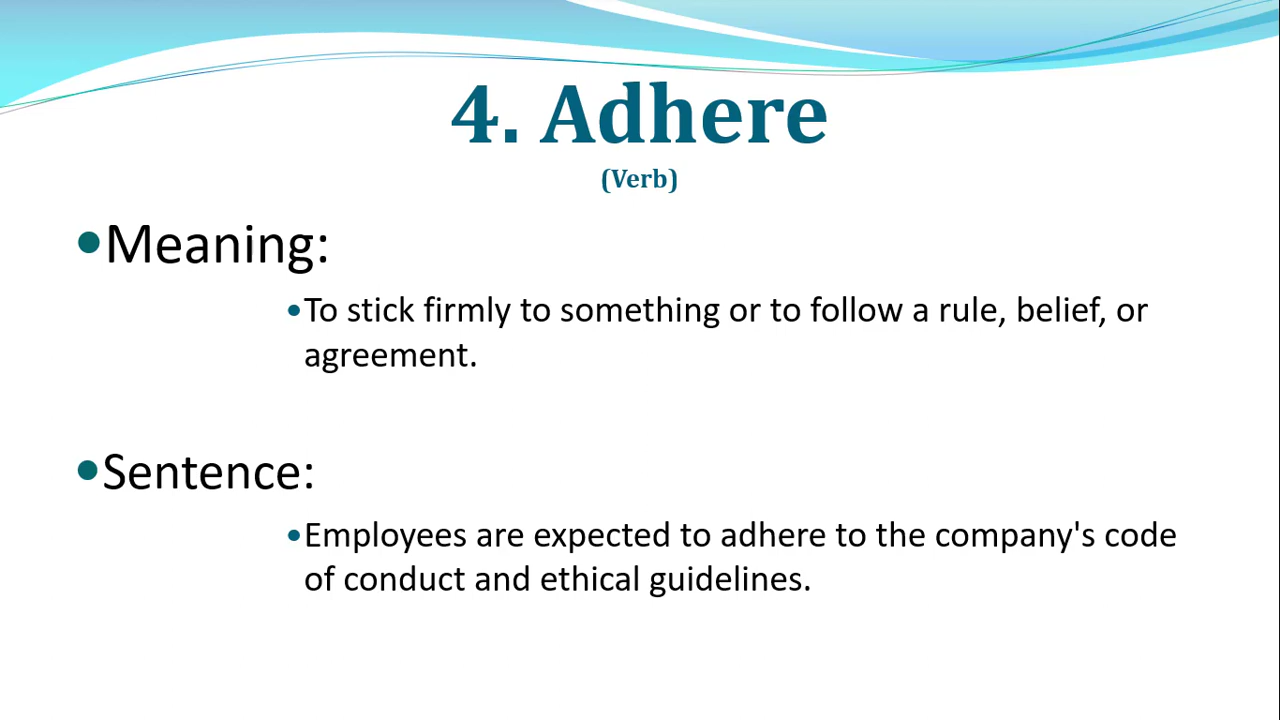 4. Adhere
(Verb)
•Meaning:
•To stick firmly to something or to follow a rule, belief, or
agreement.
•Sentence:
•Employees are expected to adhere to the company's code
of conduct and ethical guidelines.